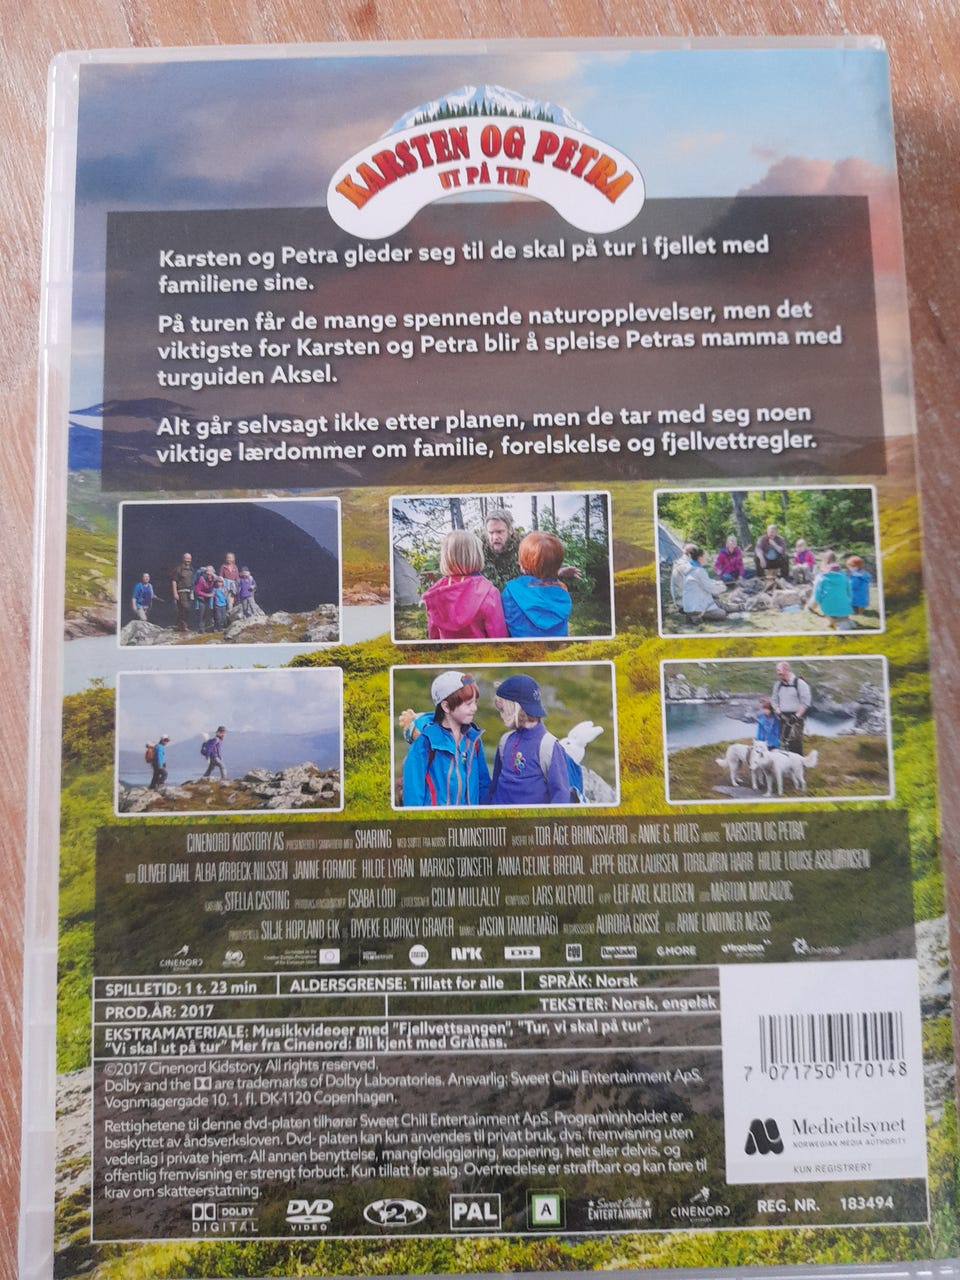 KARSTEN OG PETRA
UT PÅ TUR
Karsten og Petra gleder seg til de skal på tur i fjellet med
familiene sine.
På turen får de mange spennende naturopplevelser, men det
viktigste for Karsten og Petra blir å spleise Petras mamma med
turguiden Aksel.
Alt går selvsagt ikke etter planen, men de tar med seg noen
viktige lærdommer om familie, forelskelse og fjellvettregler.
CINENORD KIDSTORY AS SHARING FILMINSTITUTT TOR ÅGE BRINGSVÆRD OG ANNE G. HOLTS "KARSTEN OG PETRA"
OLIVER DAHL ALBA ØRBECK-NILSSEN JANNE FORMOE HILDE LYRÅN MARKUS TØNSETH ANNA CELINE BREDAL JEPPE BECK LAURSEN TORBJØRN HARR HILDE LOUISE ASBJØRNSEN
STELLA CASTING CSABA LÓDI COLM MULLALLY LARS KILEVOLD KLIPP LEIF AXEL KJELDSEN FOTO MÁRTON MIKLAUZIC
SILJE HOPLAND EIK OG DYVEKE BJØRKLY GRAVER MANUS JASON TAMMEMÄGI AURORA GOSSÉ REGI ARNE LINDTNER NÆSS
CINENORD NRK DR C MORE
SPILLETID: 1 t. 23 min ALDERSGRENSE: Tillatt for alle SPRÅK: Norsk
PROD.ÅR: 2017 TEKSTER: Norsk, engelsk
EKSTRAMATERIALE: Musikkvideoer med "Fjellvettsangen", "Tur, vi skal på tur",
"Vi skal ut på tur" Mer fra Cinenord: Bli kjent med Gråtass.
©2017 Cinenord Kidstory. All rights reserved.
Dolby and the are trademarks of Dolby Laboratories. Ansvarlig: Sweet Chili Entertainment ApS.
Vognmagergade 10. 1, fl. DK-1120 Copenhagen.
Rettighetene til denne dvd-platen tilhører Sweet Chili Entertainment ApS. Programinnholdet er
beskyttet av åndsverksloven. Dvd- platen kan kun anvendes til privat bruk, dvs. fremvisning uten
vederlag i private hjem. All annen benyttelse, mangfoldiggjøring, kopiering, helt eller delvis, og
offentlig fremvisning er strengt forbudt. Kun tillatt for salg. Overtredelse er straffbart og kan føre til
krav om skatteerstatning.
7 071750 170148
Medietilsynet
NORWEGIAN MEDIA AUTHORITY
KUN REGISTRERT
DOLBY
DIGITAL
DVD
VIDEO
2
PAL
A
Sweet Chili
ENTERTAINMENT
CINENORD
REG. NR. 183494